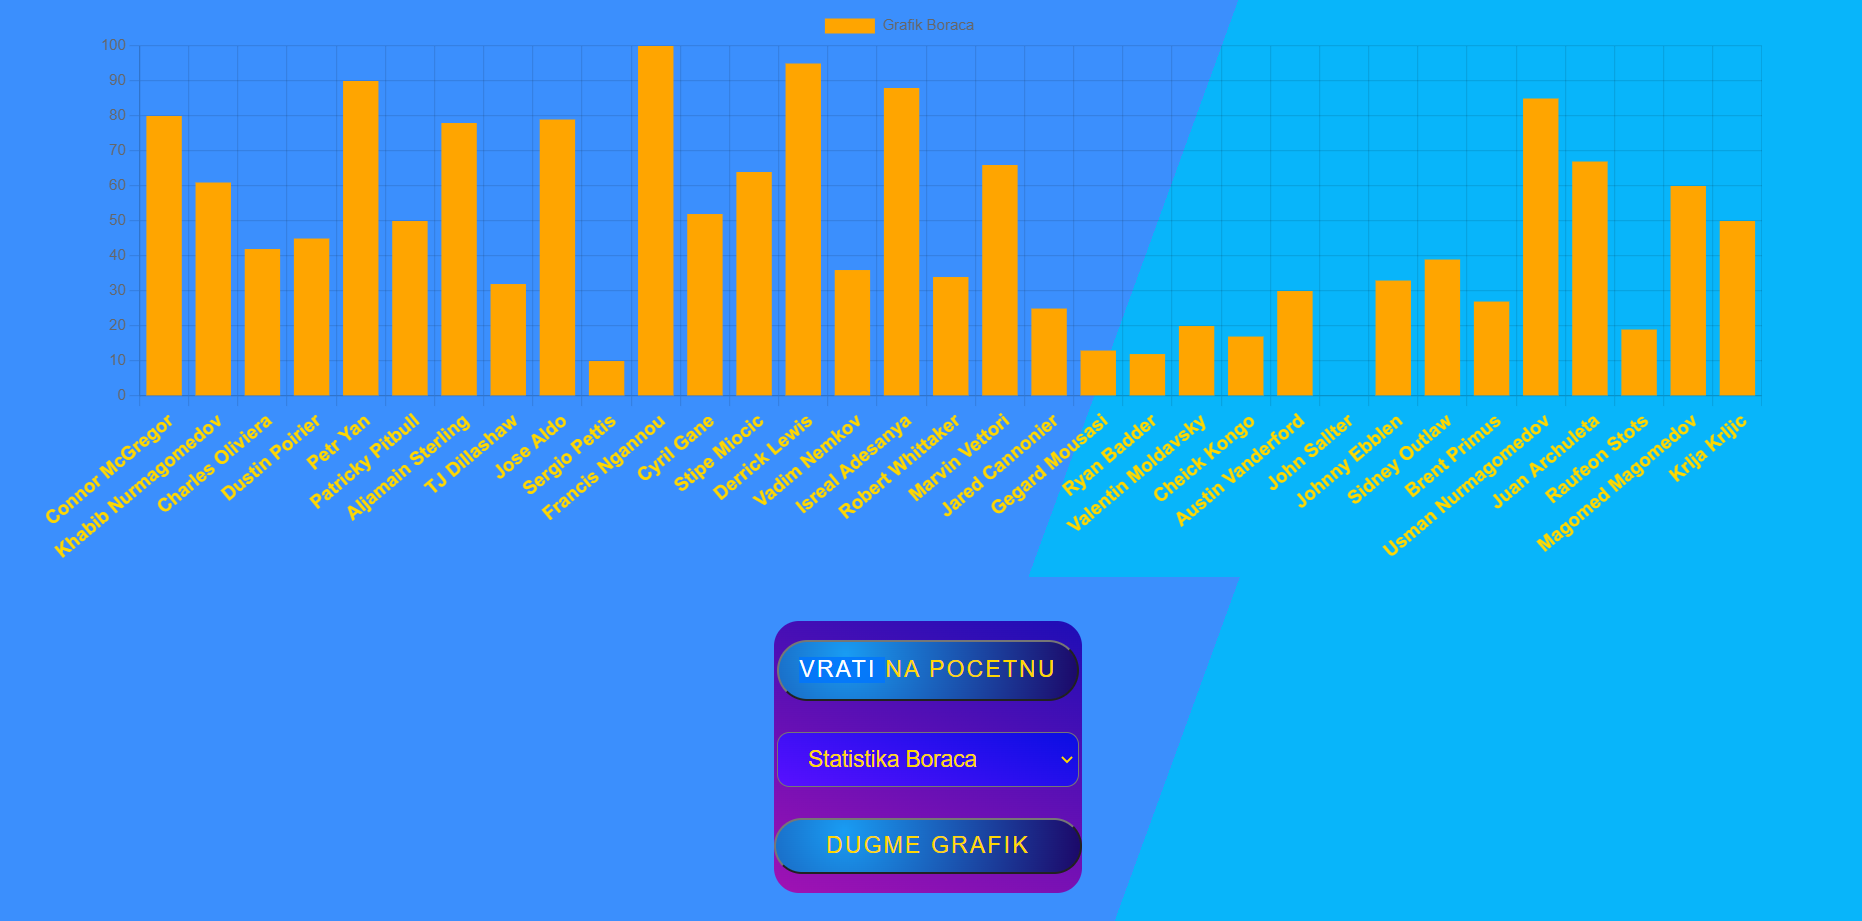 Grafik Boraca
100
90
80
70
60
50
40
30
20
10
0
Connor McGregor
Khabib Nurmagomedov
Charles Oliviera
Dustin Poirier
Petr Yan
Patricky Pitbull
Aljamain Sterling
TJ Dillashaw
Jose Aldo
Sergio Pettis
Francis Ngannou
Cyril Gane
Stipe Miocic
Derrick Lewis
Vadim Nemkov
Isreal Adesanya
Robert Whittaker
Marvin Vettori
Jared Cannonier
Gegard Mousasi
Ryan Badder
Valentin Moldavsky
Cheick Kongo
Austin Vanderford
John Sallter
Johnny Ebblen
Sidney Outlaw
Brent Primus
Usman Nurmagomedov
Juan Archuleta
Raufeon Stots
Magomed Magomedov
Krlja Krljic
VRATI NA POCETNU
Statistika Boraca
DUGME GRAFIK